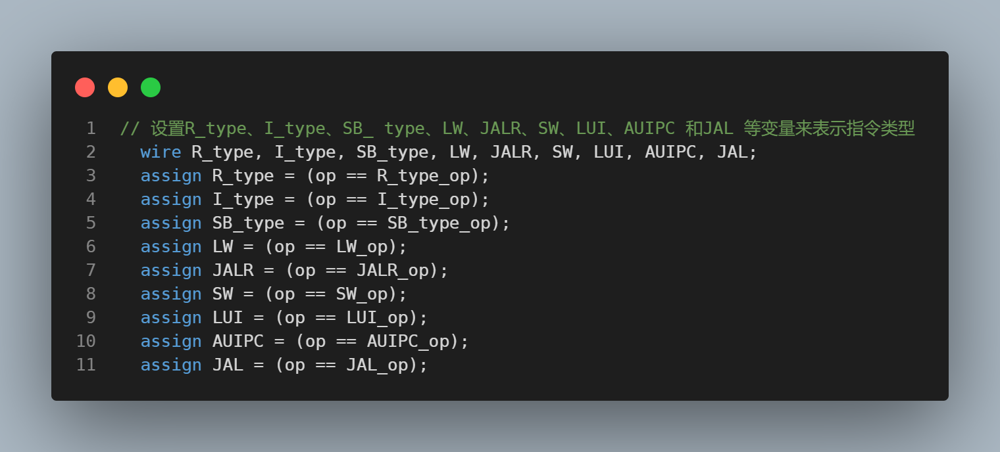 1 // 设置R_type、I_type、SB_ type、LW、JALR、SW、LUI、AUIPC 和JAL 等变量来表示指令类型
2 wire R_type, I_type, SB_type, LW, JALR, SW, LUI, AUIPC, JAL;
3 assign R_type = (op == R_type_op);
4 assign I_type = (op == I_type_op);
5 assign SB_type = (op == SB_type_op);
6 assign LW = (op == LW_op);
7 assign JALR = (op == JALR_op);
8 assign SW = (op == SW_op);
9 assign LUI = (op == LUI_op);
10 assign AUIPC = (op == AUIPC_op);
11 assign JAL = (op == JAL_op);